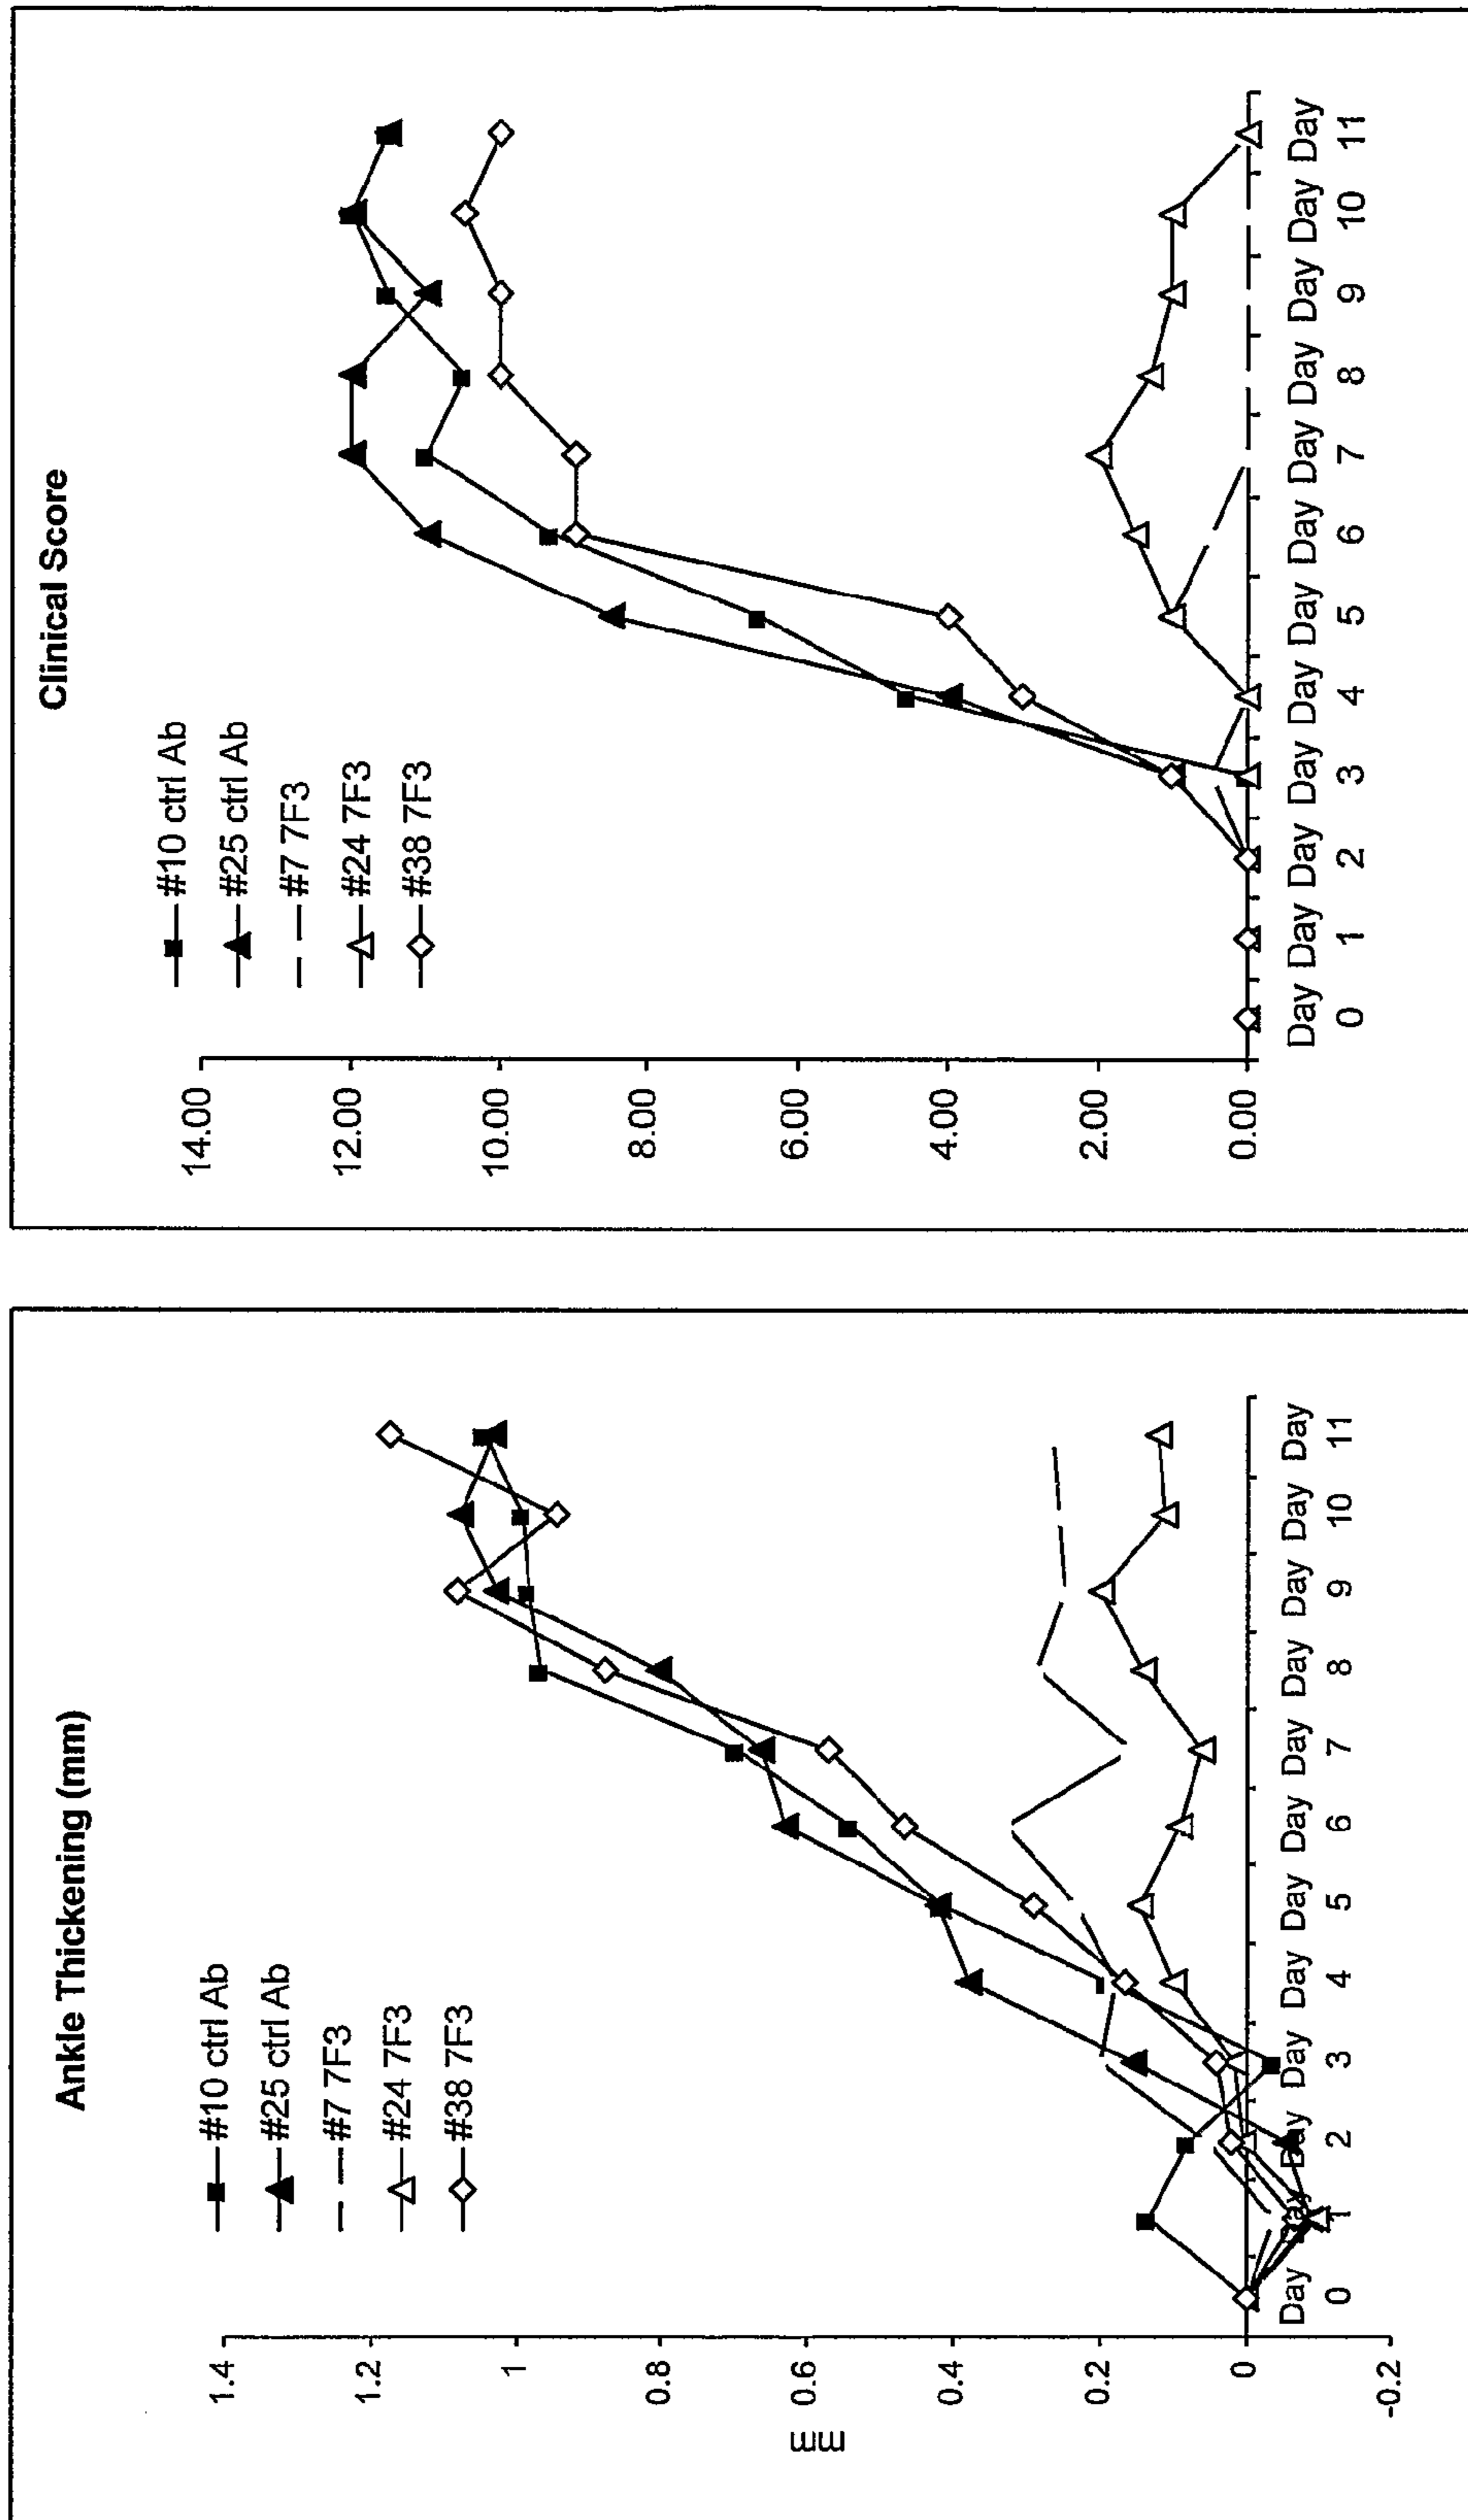 Ankle Thickening (mm)
#10 ctrl Ab
#25 ctrl Ab
#7 7F3
#24 7F3
#38 7F3
1.4
1.2
1
0.8
0.6
0.4
0.2
0
-0.2
mm
Day Day Day Day Day Day Day Day Day Day Day Day
0 1 2 3 4 5 6 7 8 9 10 11
Clinical Score
#10 ctrl Ab
#25 ctrl Ab
#7 7F3
#24 7F3
#38 7F3
14.00
12.00
10.00
8.00
6.00
4.00
2.00
0.00
Day Day Day Day Day Day Day Day Day Day Day Day
0 1 2 3 4 5 6 7 8 9 10 11